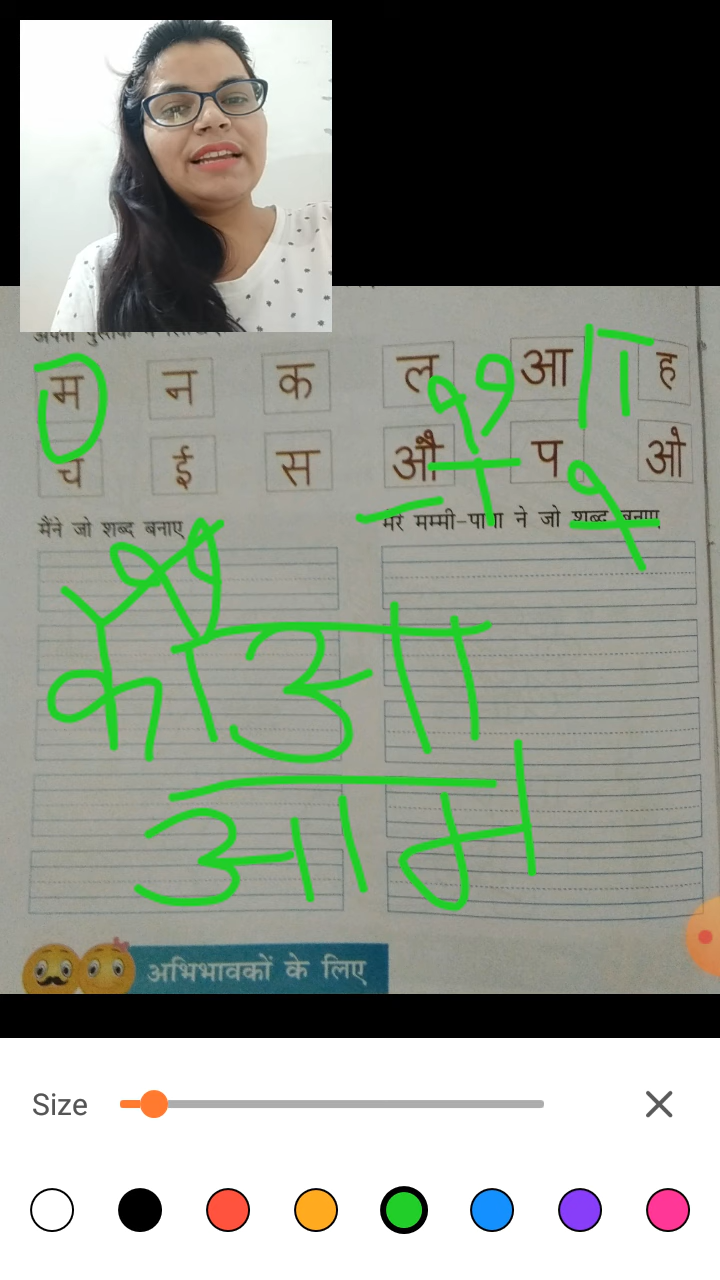 म न क ल आ ह
च ई स औ प ओ
मैंने जो शब्द बनाए
मेरे मम्मी-पापा ने जो शब्द बनाए
कौआ
आम
अभिभावकों के लिए
Size